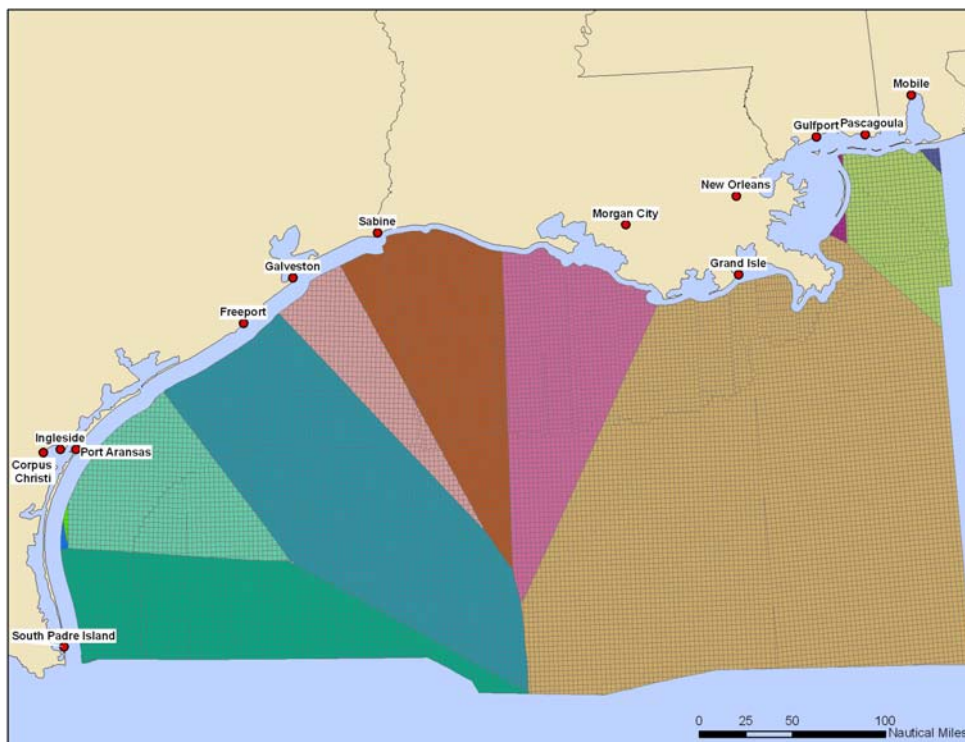 Mobile
Gulfport
Pascagoula
New Orleans
Morgan City
Sabine
Grand Isle
Galveston
Freeport
Ingleside
Port Aransas
Corpus
Christi
South Padre Island
0 25 50 100
Nautical Miles